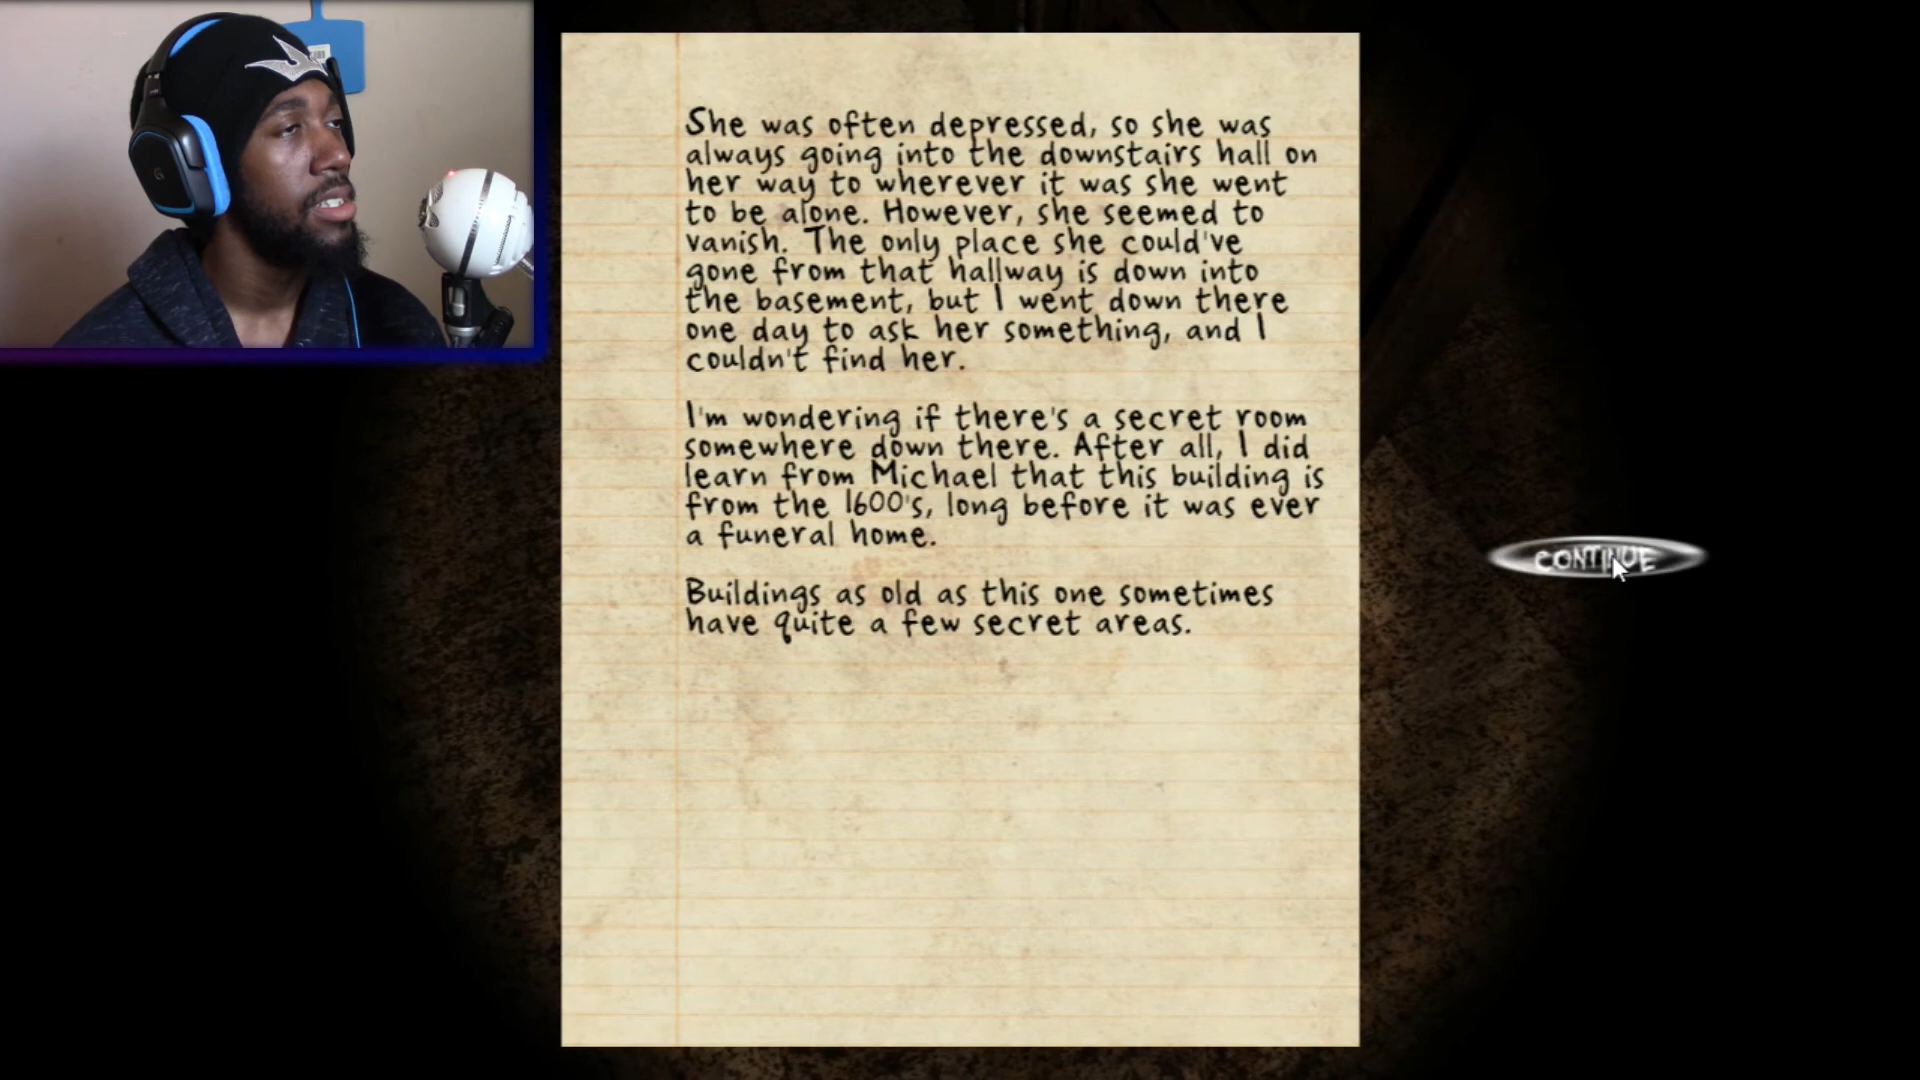 She was often depressed, so she was
always going into the downstairs hall on
her way to wherever it was she went
to be alone. However, she seemed to
vanish. The only place she could've
gone from that hallway is down into
the basement, but I went down there
one day to ask her something, and I
couldn't find her.
I'm wondering if there's a secret room
somewhere down there. After all, I did
learn from Michael that this building is
from the 1600's, long before it was ever
a funeral home.
Buildings as old as this one sometimes
have quite a few secret areas.
CONTINUE